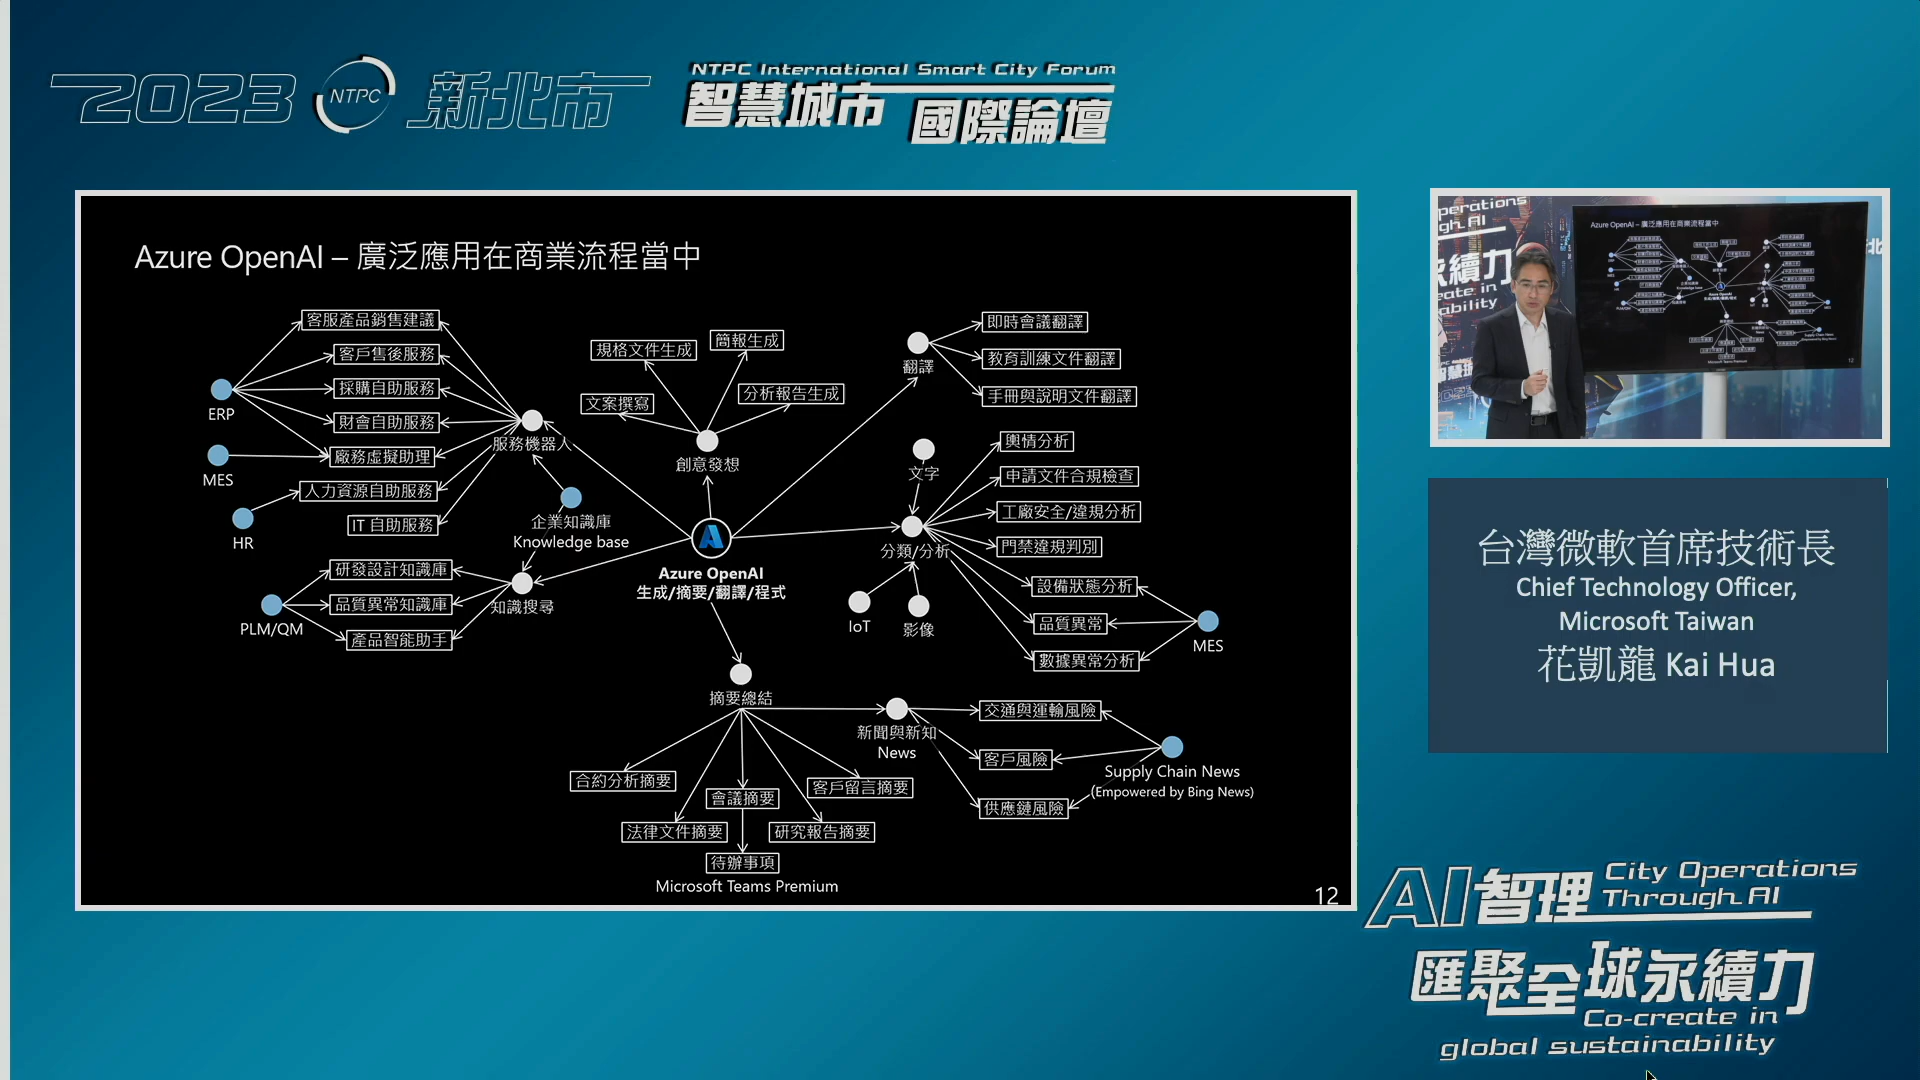 2023 NTPC 新北市
NTPC International Smart City Forum
智慧城市
國際論壇
Azure OpenAI – 廣泛應用在商業流程當中
客服產品銷售建議
客戶售後服務
採購自助服務
財會自助服務
廠務虛擬助理
人力資源自助服務
IT 自助服務
ERP
MES
HR
服務機器人
企業知識庫
Knowledge base
研發設計知識庫
品質異常知識庫
產品智能助手
PLM/QM
知識搜尋
規格文件生成
簡報生成
文案撰寫
分析報告生成
創意發想
Azure OpenAI
生成/摘要/翻譯/程式
翻譯
即時會議翻譯
教育訓練文件翻譯
手冊與說明文件翻譯
文字
分類/分析
IoT
影像
輿情分析
申請文件合規檢查
工廠安全/違規分析
門禁違規判別
設備狀態分析
品質異常
數據異常分析
MES
摘要總結
合約分析摘要
會議摘要
客戶留言摘要
法律文件摘要
研究報告摘要
待辦事項
Microsoft Teams Premium
新聞與新知
News
交通與運輸風險
客戶風險
供應鏈風險
Supply Chain News
(Empowered by Bing News)
12
台灣微軟首席技術長
Chief Technology Officer,
Microsoft Taiwan
花凱龍 Kai Hua
AI智理 City Operations
Through AI
匯聚全球永續力
Co-create in
global sustainability